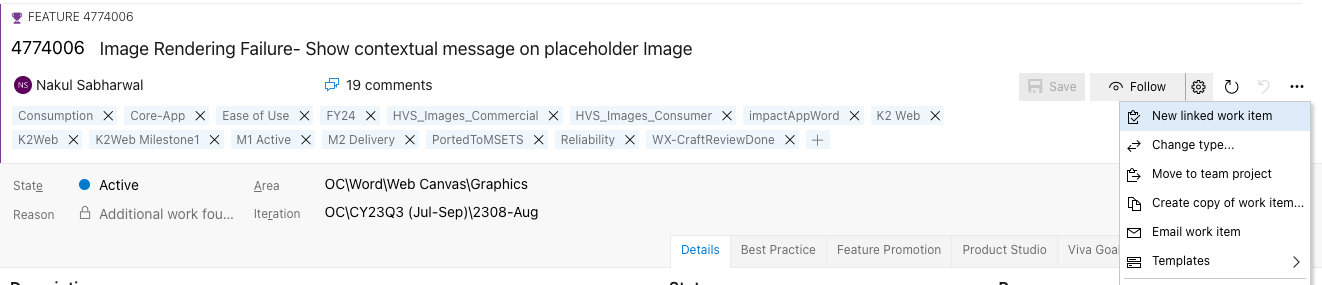 FEATURE 4774006
4774006 Image Rendering Failure- Show contextual message on placeholder Image
NS Nakul Sabharwal 19 comments Save Follow
Consumption Core-App Ease of Use FY24 HVS_Images_Commercial HVS_Images_Consumer impactAppWord K2 Web
K2Web K2Web Milestone1 M1 Active M2 Delivery PortedToMSETS Reliability WX-CraftReviewDone
New linked work item
Change type...
Move to team project
Create copy of work item...
Email work item
Templates
State Active Area OC\Word\Web Canvas\Graphics
Reason Additional work fou... Iteration OC\CY23Q3 (Jul-Sep)\2308-Aug
Details Best Practice Feature Promotion Product Studio Viva Goa